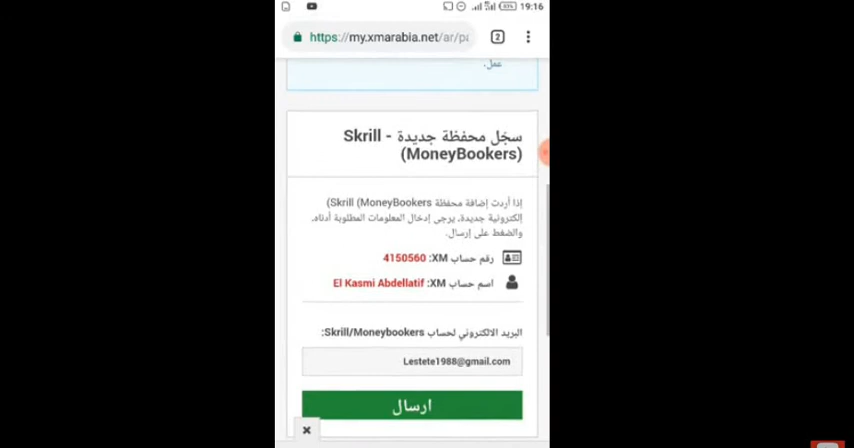 19:16
https://my.xmarabia.net/ar/pa
2
عمل.
سجّل محفظة جديدة - Skrill
(MoneyBookers)
إذا أردت إضافة محفظة Skrill (MoneyBookers)
إلكترونية جديدة، يرجى إدخال المعلومات المطلوبة أدناه،
والضغط على إرسال.
رقم حساب XM: 4150560
اسم حساب XM: El Kasmi Abdellatif
البريد الالكتروني لحساب Skrill/Moneybookers:
Lestete1988@gmail.com
ارسال
×